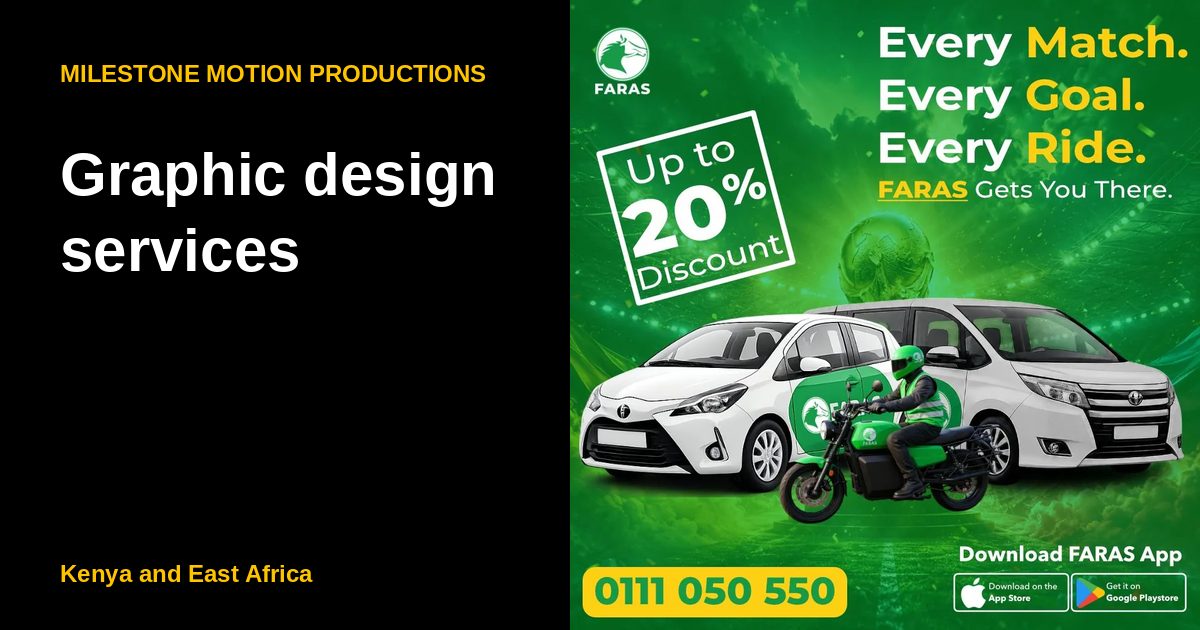 MILESTONE MOTION PRODUCTIONS
Graphic design
services
Kenya and East Africa
FARAS
Every Match.
Every Goal.
Every Ride.
FARAS Gets You There.
Up to
20%
Discount
FARAS
Download FARAS App
0111 050 550
Download on the
App Store
Get it on
Google Playstore